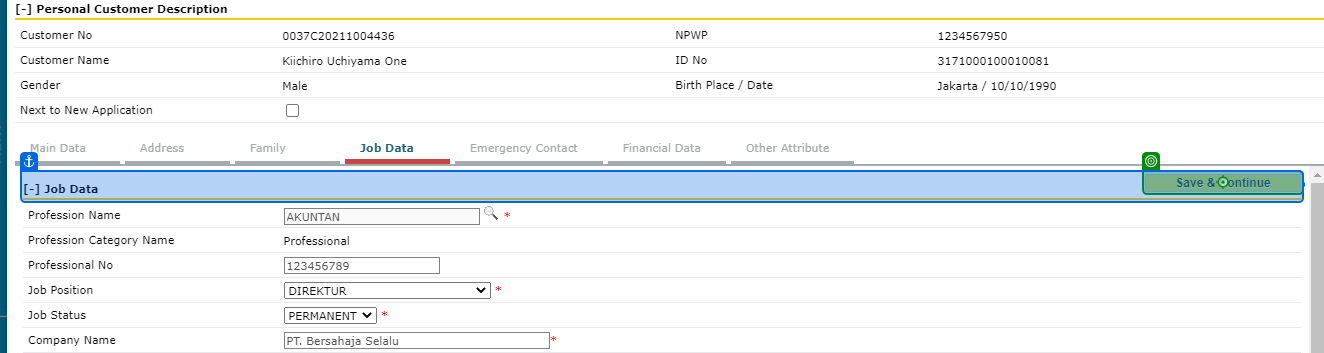 [-] Personal Customer Description
Customer No 0037C20211004436 NPWP 1234567950
Customer Name Kiichiro Uchiyama One ID No 3171000100010081
Gender Male Birth Place / Date Jakarta / 10/10/1990
Next to New Application
Main Data Address Family Job Data Emergency Contact Financial Data Other Attribute
Save & Continue
[-] Job Data
Profession Name AKUNTAN *
Profession Category Name Professional
Professional No 123456789
Job Position DIREKTUR *
Job Status PERMANENT *
Company Name PT. Bersahaja Selalu *